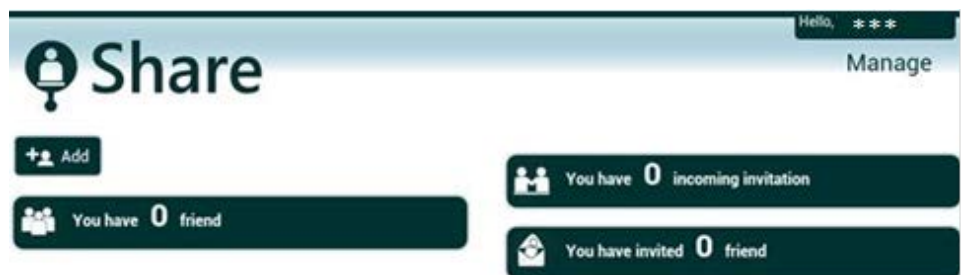 Hello, ***
Share
Manage
Add
You have 0 friend
You have 0 incoming invitation
You have invited 0 friend